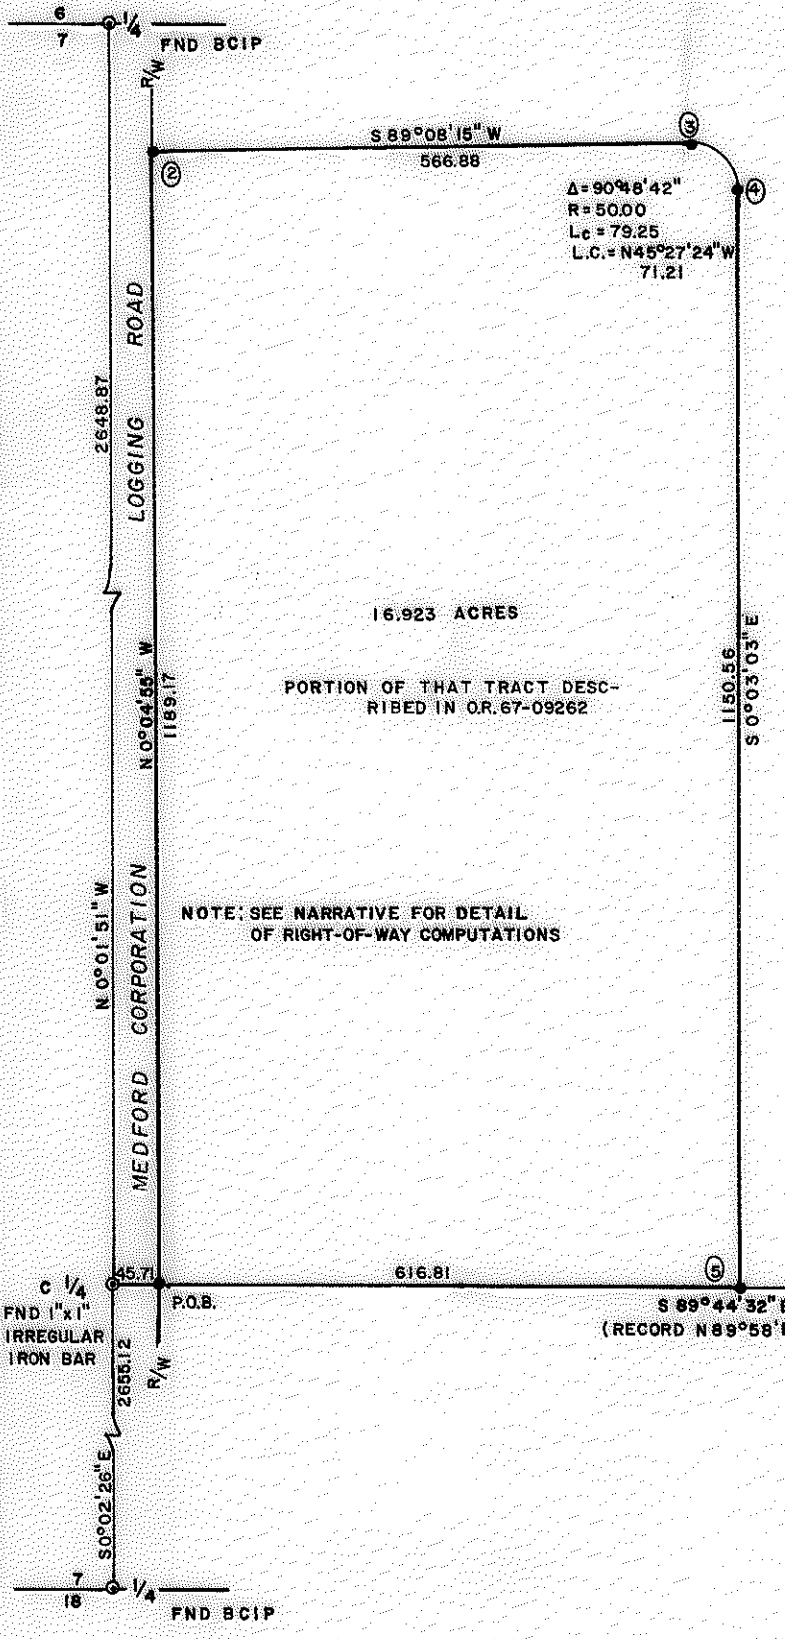 6
7
1/4
FND BCIP
R/W
S 89°08'15" W
566.88
2
3
4
Δ = 90°48'42"
R = 50.00
Lc = 79.25
L.C. = N45°27'24"W
71.21
MEDFORD CORPORATION LOGGING ROAD
2648.87
N 0°01'51" W
N 0°04'55" W
1189.17
16.923 ACRES
PORTION OF THAT TRACT DESC-
RIBED IN O.R. 67-09262
1150.56
S 0°03'03" E
NOTE: SEE NARRATIVE FOR DETAIL
OF RIGHT-OF-WAY COMPUTATIONS
C 1/4
FND 1"x1"
IRREGULAR
IRON BAR
45.71
P.O.B.
616.81
5
S 89°44'32"
(RECORD N89°58'
2655.12
R/W
S0°02'26" E
7
18
1/4
FND BCIP